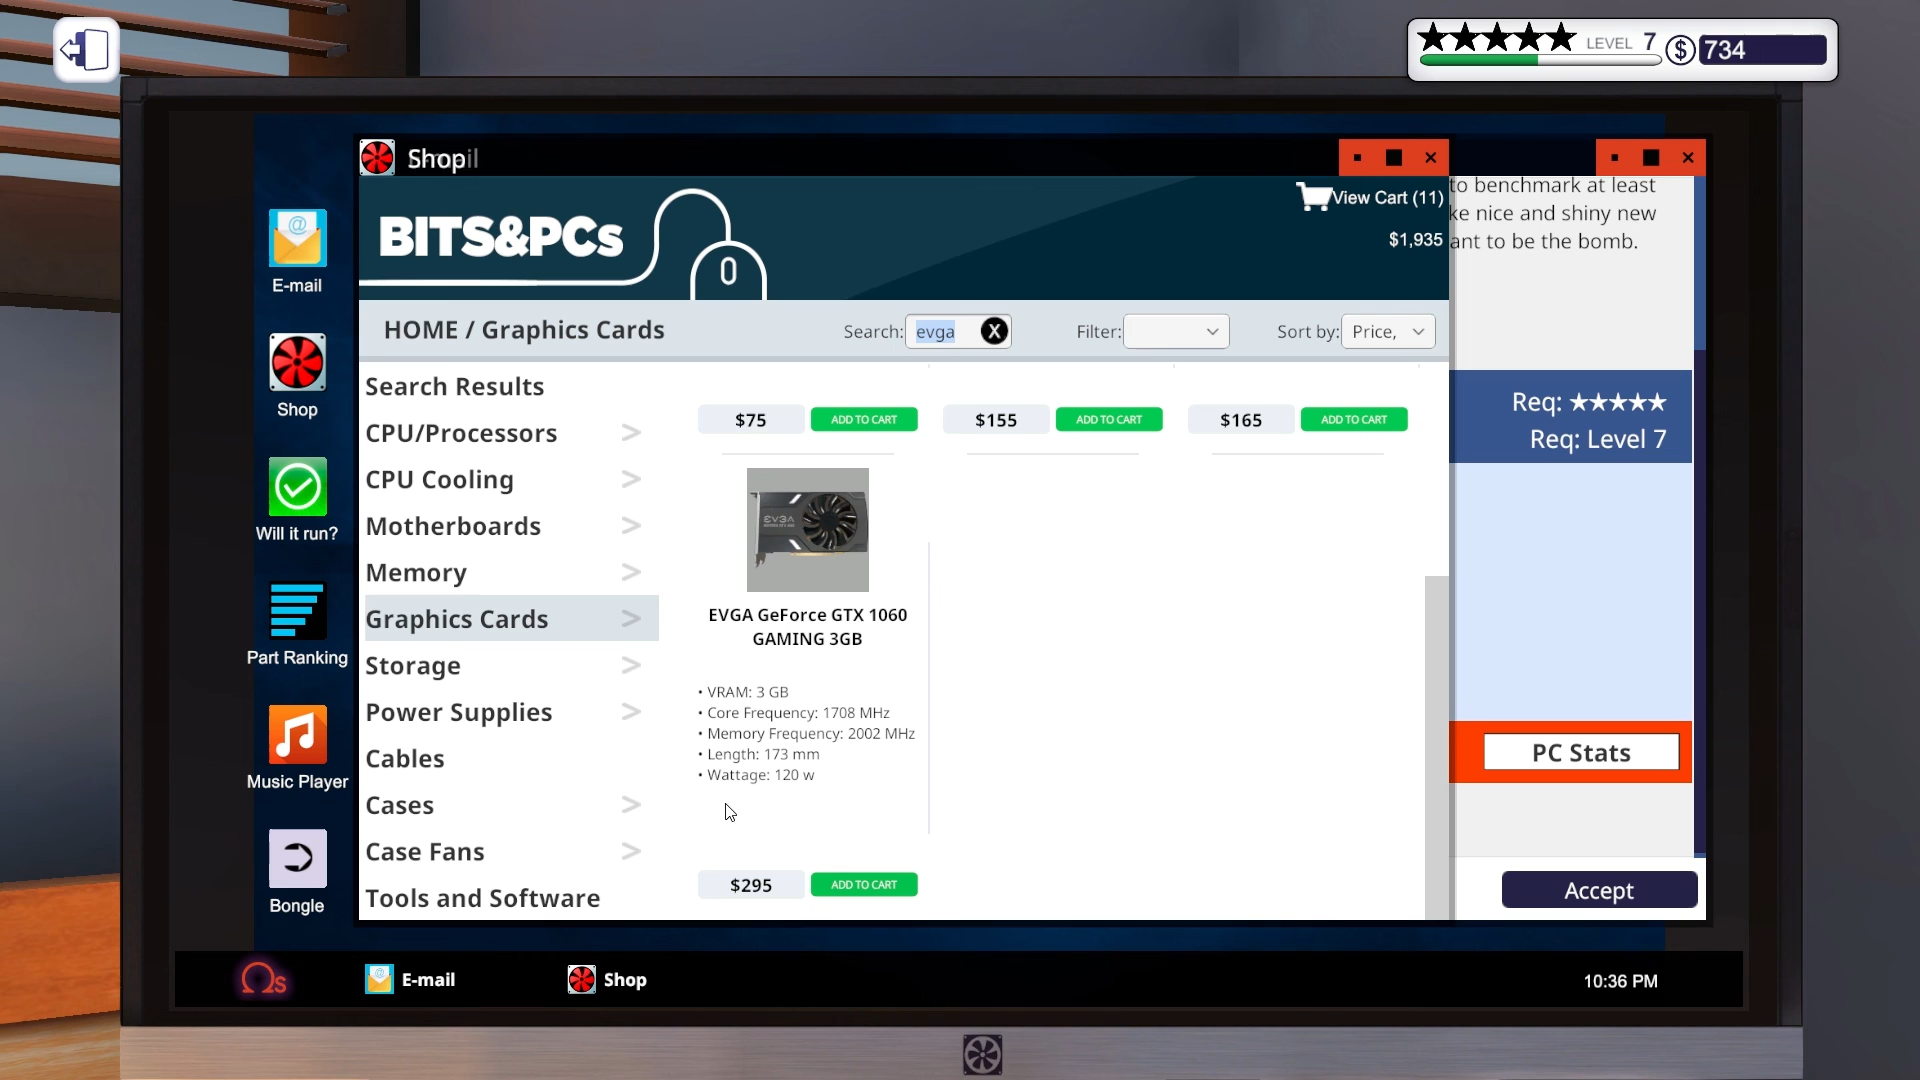 LEVEL 7
$ 734
Shop
View Cart (11)
BITS&PCs
$1,935
to benchmark at least
ke nice and shiny new
ant to be the bomb.
E-mail
Shop
Will it run?
Part Ranking
Music Player
Bongle
HOME / Graphics Cards
Search: evga X
Filter:
Sort by: Price,
Search Results
CPU/Processors >
CPU Cooling >
Motherboards >
Memory >
Graphics Cards >
Storage >
Power Supplies >
Cables
Cases >
Case Fans >
Tools and Software
$75 ADD TO CART
$155 ADD TO CART
$165 ADD TO CART
EVGA
EVGA GeForce GTX 1060
GAMING 3GB
• VRAM: 3 GB
• Core Frequency: 1708 MHz
• Memory Frequency: 2002 MHz
• Length: 173 mm
• Wattage: 120 w
$295 ADD TO CART
Req: ★★★★★
Req: Level 7
PC Stats
Accept
Ωs
E-mail
Shop
10:36 PM